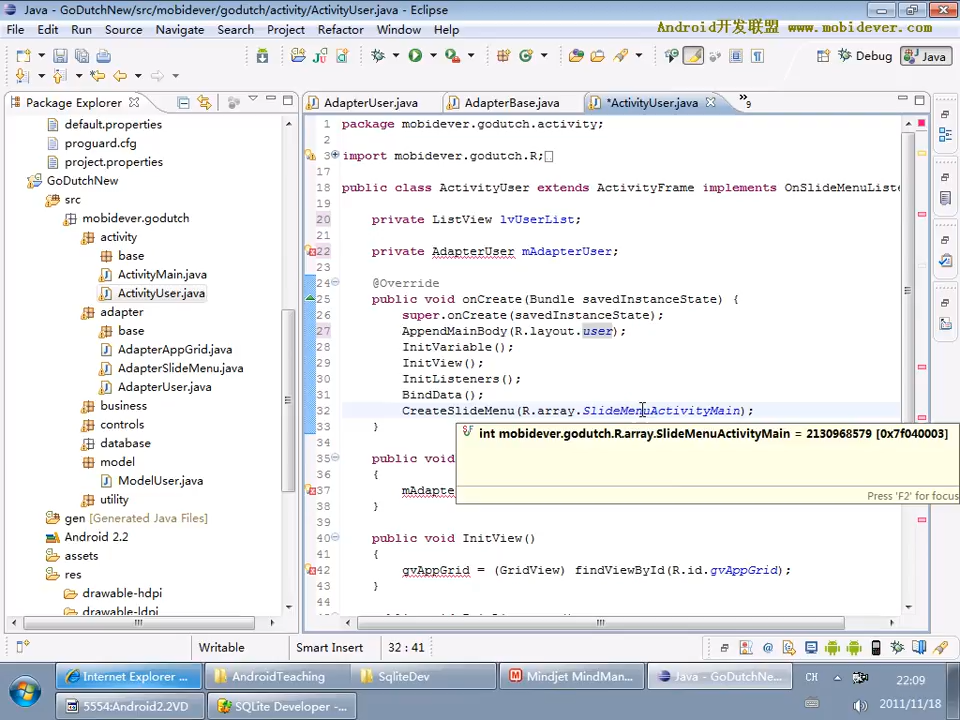 Java - GoDutchNew/src/mobidever/godutch/activity/ActivityUser.java - Eclipse
File Edit Run Source Navigate Search Project Refactor Window Help
Android开发联盟 www.mobidever.com
Debug Java
Package Explorer
AdapterUser.java AdapterBase.java *ActivityUser.java 9
default.properties
proguard.cfg
project.properties
GoDutchNew
src
mobidever.godutch
activity
base
ActivityMain.java
ActivityUser.java
adapter
base
AdapterAppGrid.java
AdapterSlideMenu.java
AdapterUser.java
business
controls
database
model
ModelUser.java
utility
gen [Generated Java Files]
Android 2.2
assets
res
drawable-hdpi
drawable-ldpi
1 package mobidever.godutch.activity;
2
3 import mobidever.godutch.R;
17
18 public class ActivityUser extends ActivityFrame implements OnSlideMenuListe
19
20 private ListView lvUserList;
21
22 private AdapterUser mAdapterUser;
23
24 @Override
25 public void onCreate(Bundle savedInstanceState) {
26 super.onCreate(savedInstanceState);
27 AppendMainBody(R.layout.user);
28 InitVariable();
29 InitView();
30 InitListeners();
31 BindData();
32 CreateSlideMenu(R.array.SlideMenuActivityMain);
33 }
int mobidever.godutch.R.array.SlideMenuActivityMain = 2130968579 [0x7f040003]
Press 'F2' for focus
35 public void
36 {
37 mAdapte
38 }
39
40 public void InitView()
41 {
42 gvAppGrid = (GridView) findViewById(R.id.gvAppGrid);
43 }
44
Writable Smart Insert 32 : 41
Internet Explorer ... AndroidTeaching SqliteDev Mindjet MindMan... Java - GoDutchNe...
CH 22:09
5554:Android2.2VD SQLite Developer - ...
2011/11/18